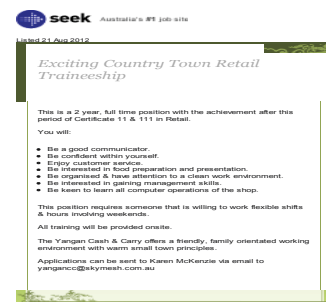 seek Australia's #1 job site
Listed 21 Aug 2012
Exciting Country Town Retail
Traineeship
This is a 2 year, full time position with the achievement after this
period of Certificate 11 & 111 in Retail.
You will:
Be a good communicator.
Be confident within yourself.
Enjoy customer service.
Be interested in food preparation and presentation.
Be organised & have attention to a clean work environment.
Be interested in gaining management skills.
Be keen to learn all computer operations of the shop.
This position requires someone that is willing to work flexible shifts
& hours involving weekends.
All training will be provided onsite.
The Yangan Cash & Carry offers a friendly, family orientated working
environment with warm small town principles.
Applications can be sent to Karen McKenzie via email to
yangancc@skymesh.com.au